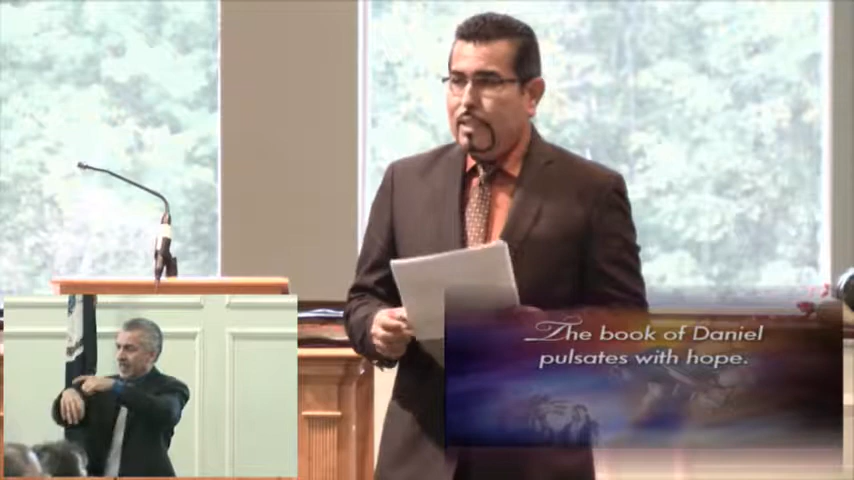 The book of Daniel
pulsates with hope.